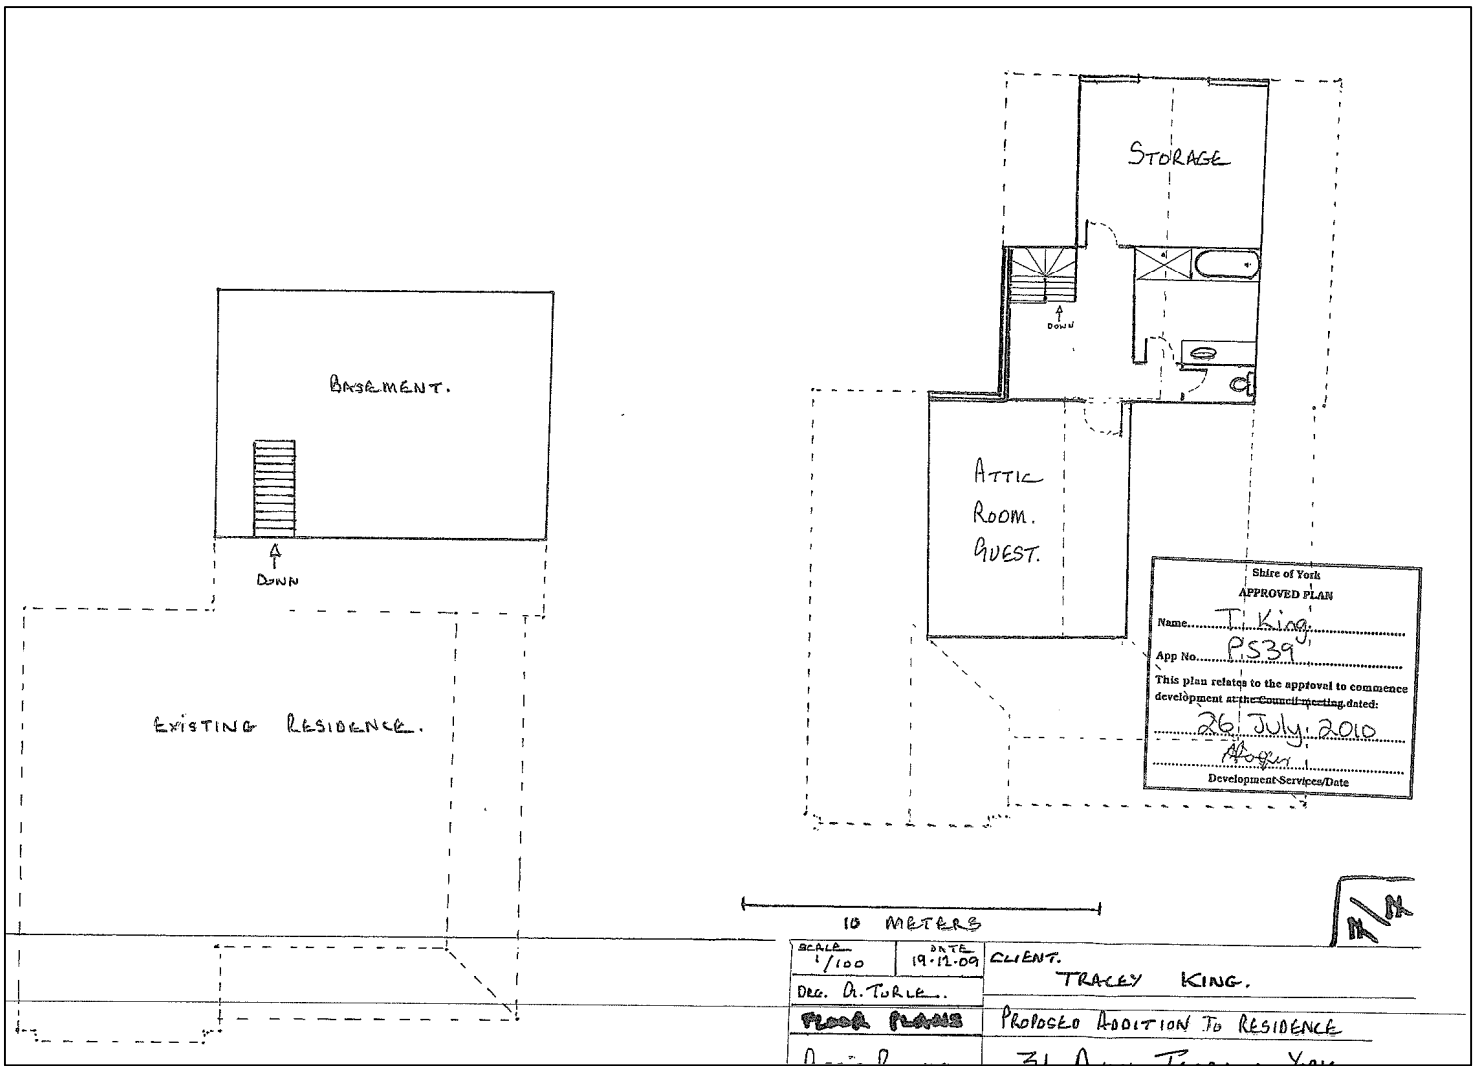 STORAGE
DOWN
BASEMENT.
ATTIC
ROOM.
GUEST.
DOWN
EXISTING RESIDENCE.
Shire of York
APPROVED PLAN
Name T. King
App No. P539
This plan relates to the approval to commence
development at the Council meeting dated:
26 July 2010
Development Services/Date
10 METERS
SCALE
1/100
DATE
19.12.09
CLIENT.
TRACEY KING.
DRG. D. TURLE.
FLOOR PLANS
PROPOSED ADDITION TO RESIDENCE